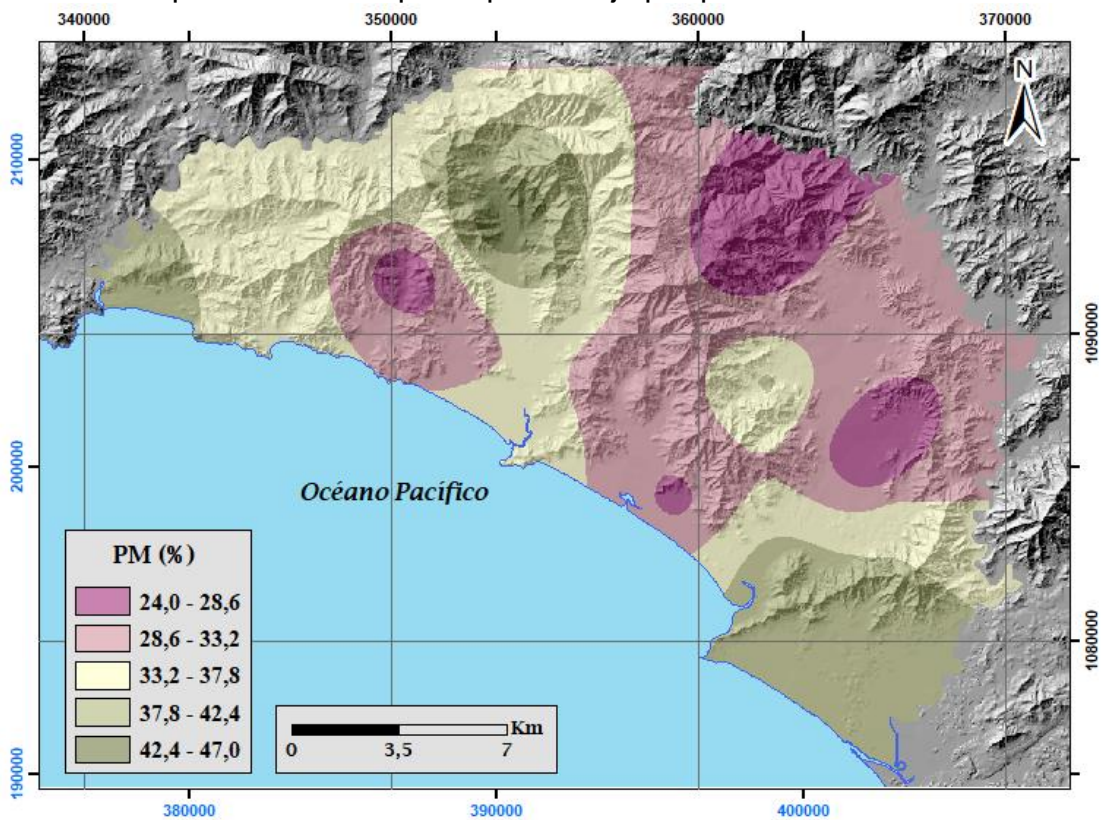 340000 350000 360000 370000
N
210000
1090000
200000
Océano Pacífico
PM (%)
24,0 - 28,6
28,6 - 33,2
33,2 - 37,8
37,8 - 42,4
42,4 - 47,0
Km
0 3,5 7
1080000
190000
380000 390000 400000